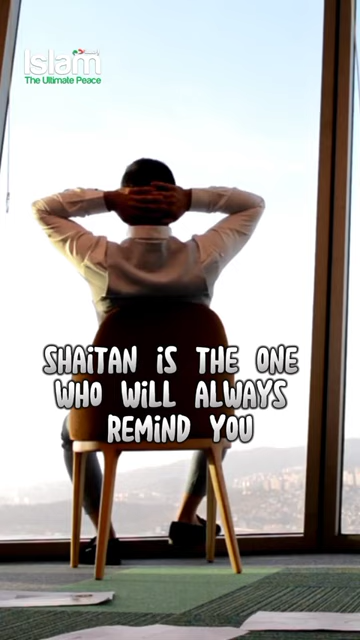 Islam
The Ultimate Peace
SHAiTAN iS THE ONE
WHO WiLL ALWAYS
REMiND YOU